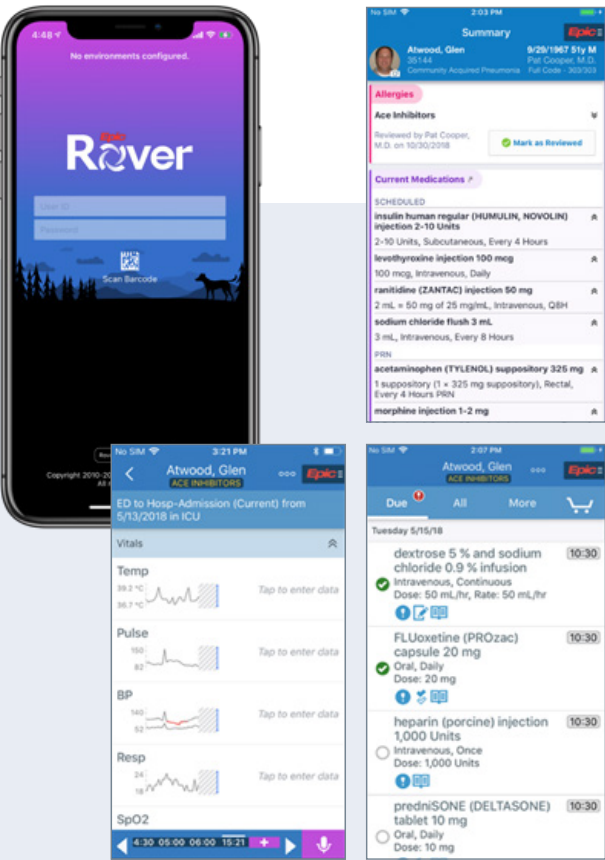 4:48
No environments configured.
Epic
Rover
User ID
Password
Scan Barcode
Copyright 2010-20
No SIM 2:03 PM
Summary
Epic
Atwood, Glen
35144
Community Acquired Pneumonia
9/29/1967 51y M
Pat Cooper, M.D.
Full Code - 303/303
Allergies
Ace Inhibitors
Reviewed by Pat Cooper,
M.D. on 10/30/2018
Mark as Reviewed
Current Medications
SCHEDULED
insulin human regular (HUMULIN, NOVOLIN)
injection 2-10 Units
2-10 Units, Subcutaneous, Every 4 Hours
levothyroxine injection 100 mcg
100 mcg, Intravenous, Daily
ranitidine (ZANTAC) injection 50 mg
2 mL = 50 mg of 25 mg/mL, Intravenous, Q8H
sodium chloride flush 3 mL
3 mL, Intravenous, Every 8 Hours
PRN
acetaminophen (TYLENOL) suppository 325 mg
1 suppository (1 × 325 mg suppository), Rectal,
Every 4 Hours PRN
morphine injection 1-2 mg
No SIM 3:21 PM
Atwood, Glen
ACE INHIBITORS
Epic
ED to Hosp-Admission (Current) from
5/13/2018 in ICU
Vitals
Temp
39.2 °C
36.7 °C
Tap to enter data
Pulse
150
82
Tap to enter data
BP
140
52
Tap to enter data
Resp
24
18
Tap to enter data
SpO2
4:30 05:00 06:00 15:21
No SIM 2:07 PM
Atwood, Glen
ACE INHIBITORS
Epic
Due All More
Tuesday 5/15/18
dextrose 5 % and sodium 10:30
chloride 0.9 % infusion
Intravenous, Continuous
Dose: 50 mL/hr, Rate: 50 mL/hr
FLUoxetine (PROzac) 10:30
capsule 20 mg
Oral, Daily
Dose: 20 mg
heparin (porcine) injection 10:30
1,000 Units
Intravenous, Once
Dose: 1,000 Units
predniSONE (DELTASONE) 10:30
tablet 10 mg
Oral, Daily
Dose: 10 mg